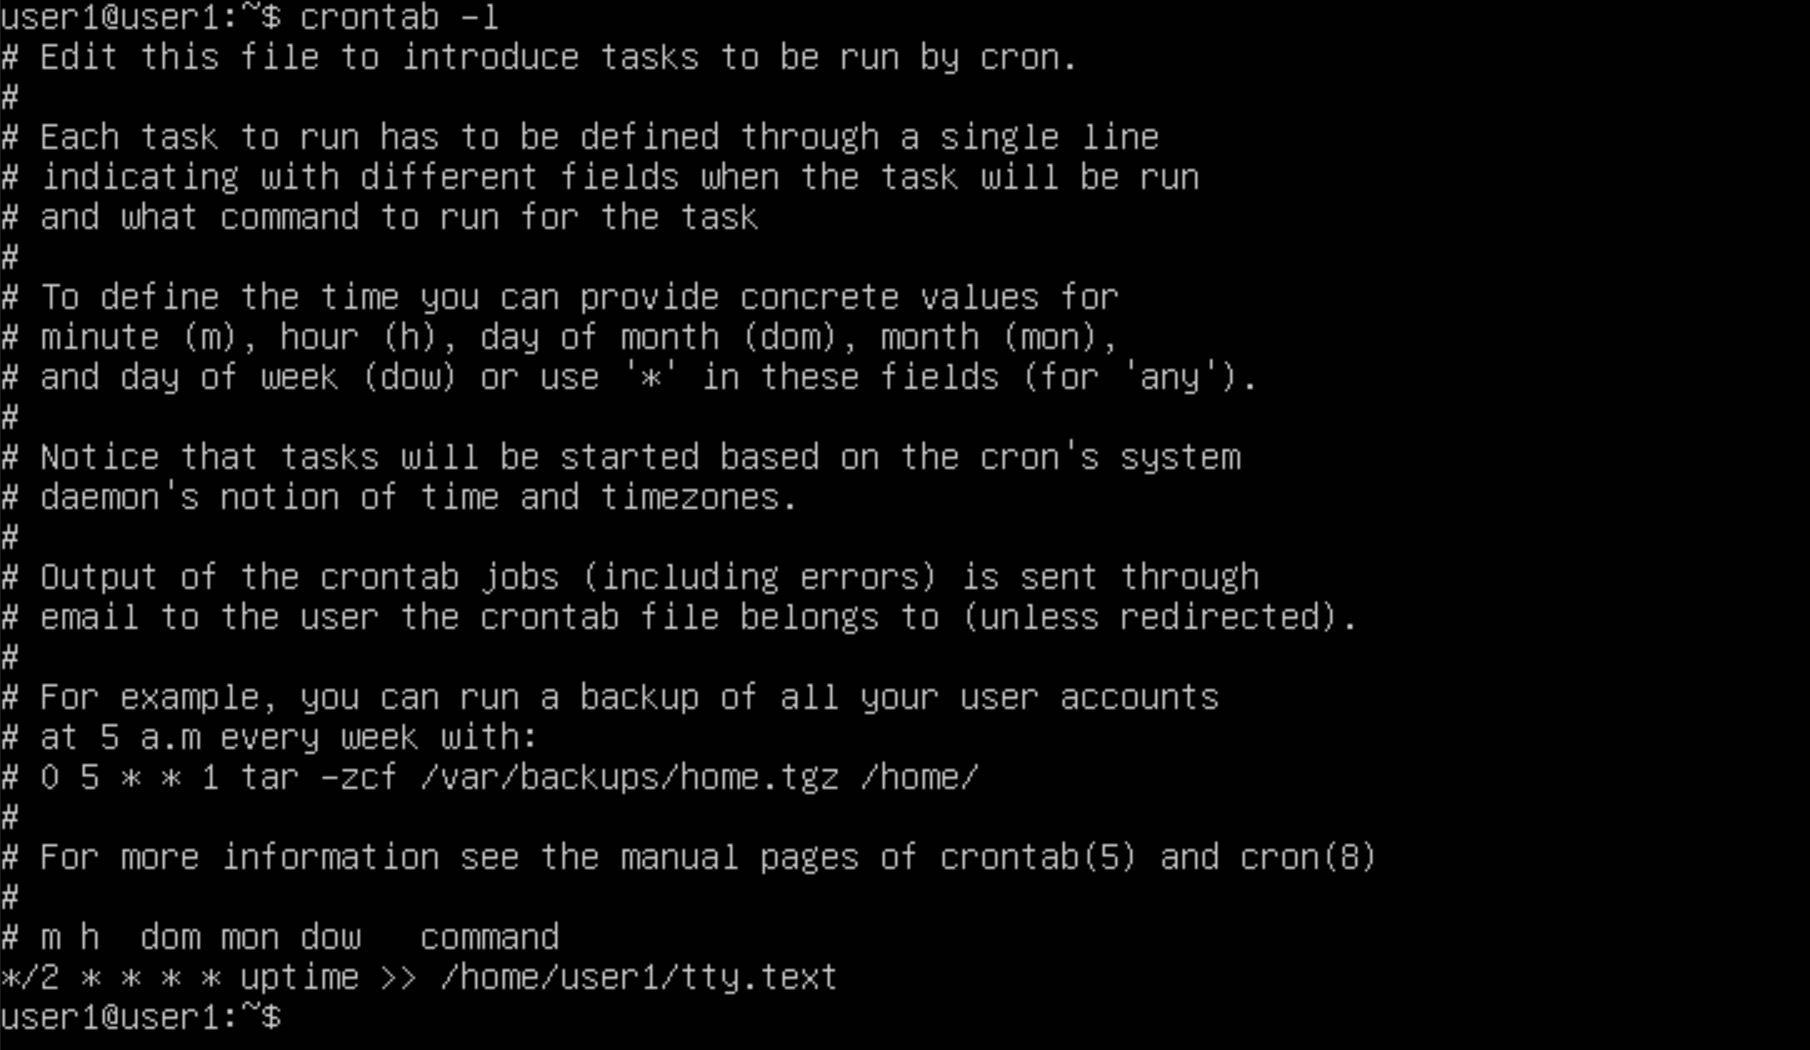 user1@user1:~$ crontab -l
# Edit this file to introduce tasks to be run by cron.
#
# Each task to run has to be defined through a single line
# indicating with different fields when the task will be run
# and what command to run for the task
#
# To define the time you can provide concrete values for
# minute (m), hour (h), day of month (dom), month (mon),
# and day of week (dow) or use '*' in these fields (for 'any').
#
# Notice that tasks will be started based on the cron's system
# daemon's notion of time and timezones.
#
# Output of the crontab jobs (including errors) is sent through
# email to the user the crontab file belongs to (unless redirected).
#
# For example, you can run a backup of all your user accounts
# at 5 a.m every week with:
# 0 5 * * 1 tar -zcf /var/backups/home.tgz /home/
#
# For more information see the manual pages of crontab(5) and cron(8)
#
# m h  dom mon dow   command
*/2 * * * * uptime >> /home/user1/tty.text
user1@user1:~$